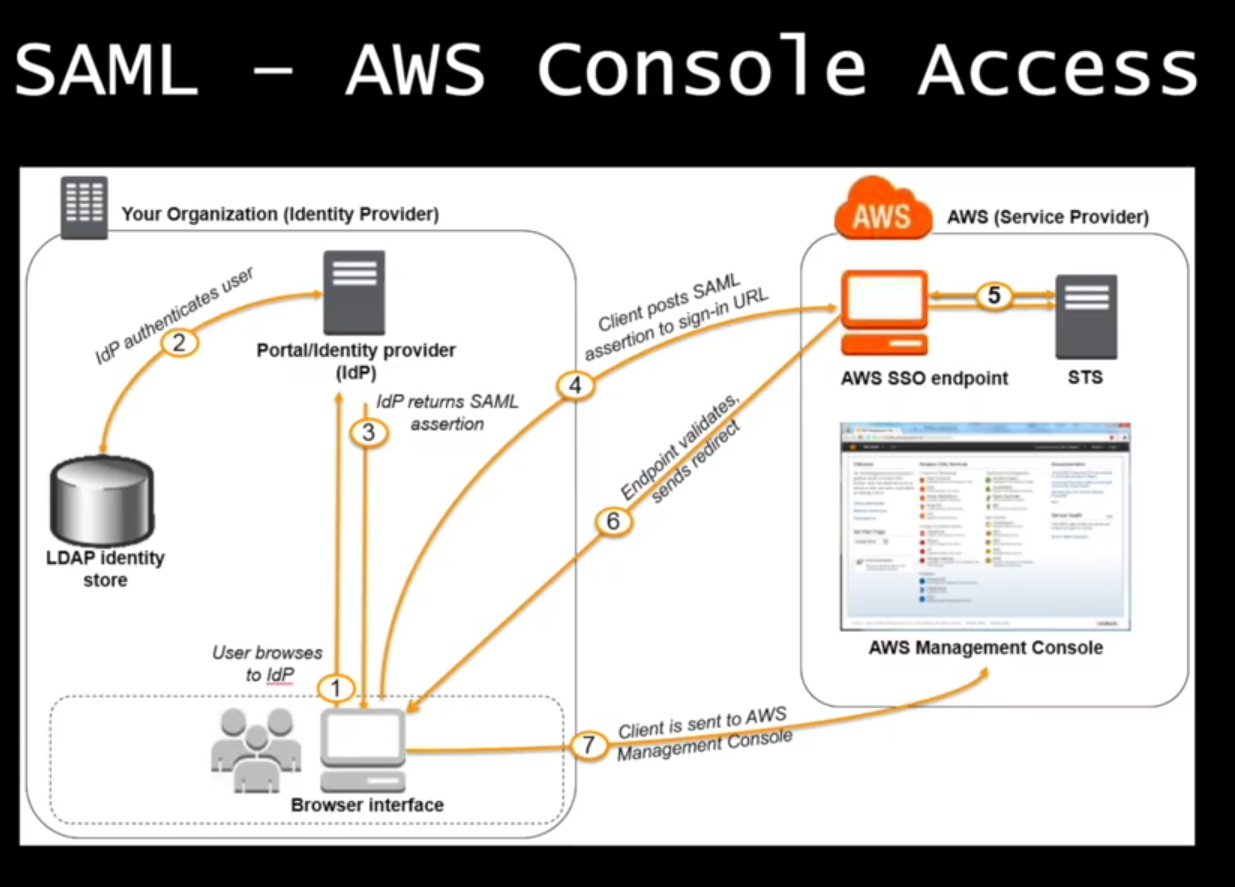 SAML – AWS Console Access
Your Organization (Identity Provider)
AWS
AWS (Service Provider)
IdP authenticates user
2
Portal/Identity provider
(IdP)
IdP returns SAML
assertion
3
Client posts SAML
assertion to sign-in URL
4
5
AWS SSO endpoint
STS
LDAP identity
store
Endpoint validates,
sends redirect
6
AWS Management Console
User browses
to IdP
1
Browser interface
7
Client is sent to AWS
Management Console